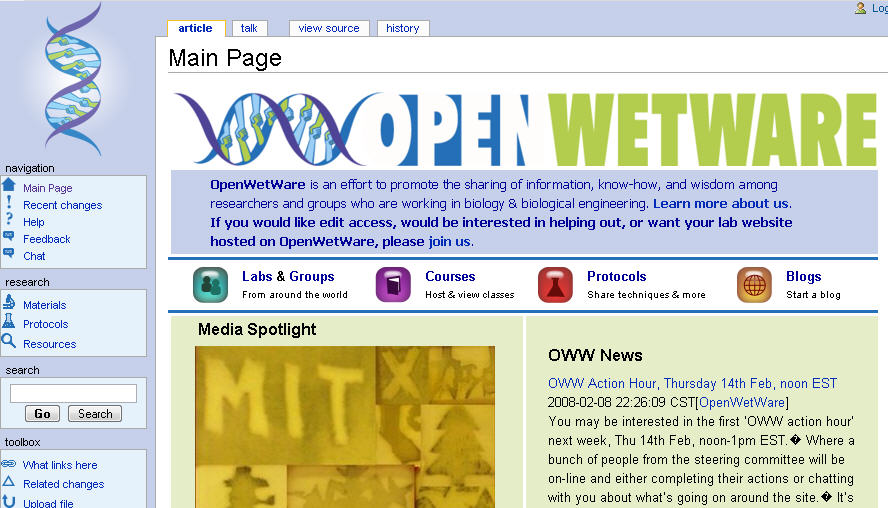 Log
article
talk
view source
history
Main Page
OPENWETWARE
OpenWetWare is an effort to promote the sharing of information, know-how, and wisdom among
researchers and groups who are working in biology & biological engineering. Learn more about us.
If you would like edit access, would be interested in helping out, or want your lab website
hosted on OpenWetWare, please join us.
Labs & Groups
From around the world
Courses
Host & view classes
Protocols
Share techniques & more
Blogs
Start a blog
navigation
Main Page
Recent changes
Help
Feedback
Chat
research
Materials
Protocols
Resources
search
Go
Search
toolbox
What links here
Related changes
Upload file
Media Spotlight
MIT
OWW News
OWW Action Hour, Thursday 14th Feb, noon EST
2008-02-08 22:26:09 CST[OpenWetWare]
You may be interested in the first 'OWW action hour'
next week, Thu 14th Feb, noon-1pm EST.� Where a
bunch of people from the steering committee will be
on-line and either completing their actions or chatting
with you about what's going on around the site.� It's